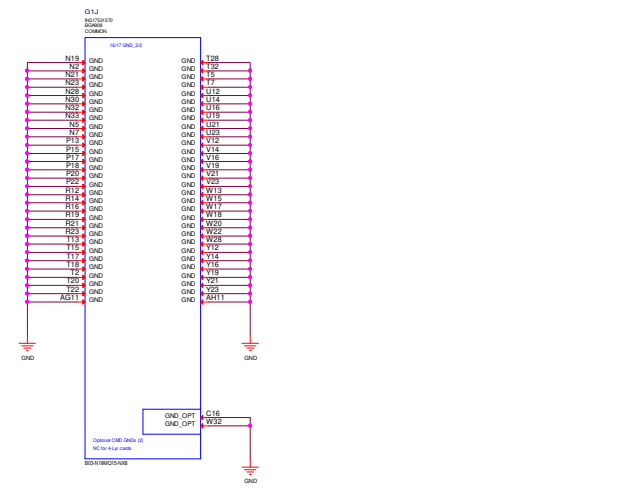 G1J
BGA908
COMMON
16/17 GND_2/2
N19 GND GND T28
N2 GND GND T32
N21 GND GND T5
N23 GND GND T7
N28 GND GND U12
N30 GND GND U14
N32 GND GND U16
N33 GND GND U19
N5 GND GND U21
N7 GND GND U23
P13 GND GND V12
P15 GND GND V14
P17 GND GND V16
P18 GND GND V19
P20 GND GND V21
P22 GND GND V23
R12 GND GND W13
R14 GND GND W15
R16 GND GND W17
R19 GND GND W18
R21 GND GND W20
R23 GND GND W22
T13 GND GND W28
T15 GND GND Y12
T17 GND GND Y14
T18 GND GND Y16
T2 GND GND Y19
T20 GND GND Y21
T22 GND GND Y23
AG11 GND GND AH11
GND GND
GND_OPT C16
GND_OPT W32
Optional CMD GNDs (2)
NC for 4-Lyr cards
GND